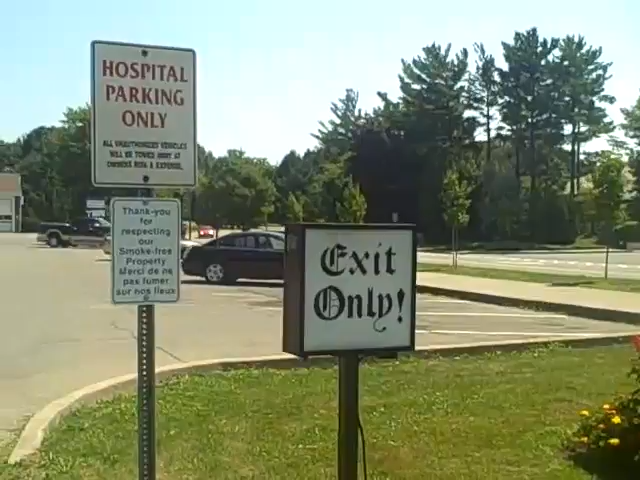 HOSPITAL
PARKING
ONLY
ALL UNAUTHORIZED VEHICLES
WILL BE TOWED AWAY AT
OWNERS RISK & EXPENSE.
Thank-you
for
respecting
our
Smoke-free
Property
Merci de ne
pas fumer
sur nos lieux
Exit
Only!